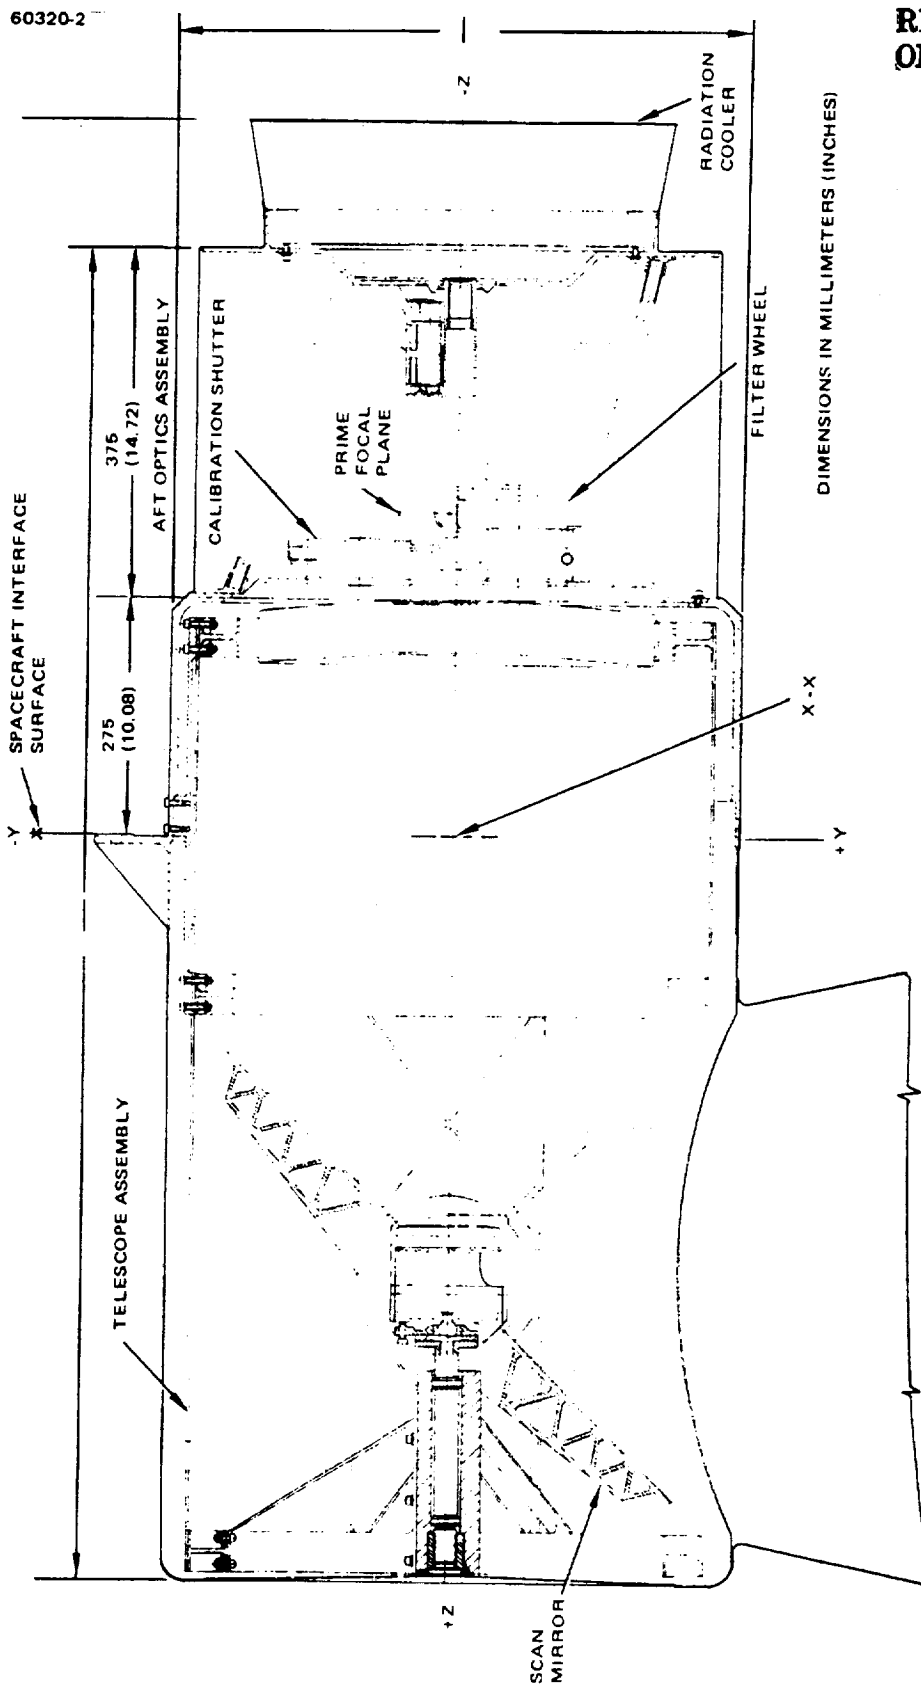 60320-2
-Y
SPACECRAFT INTERFACE
SURFACE
275
(10.08)
375
(14.72)
AFT OPTICS ASSEMBLY
TELESCOPE ASSEMBLY
CALIBRATION SHUTTER
PRIME
FOCAL
PLANE
-Z
RADIATION
COOLER
FILTER WHEEL
X - X
+Y
+Z
SCAN
MIRROR
DIMENSIONS IN MILLIMETERS (INCHES)